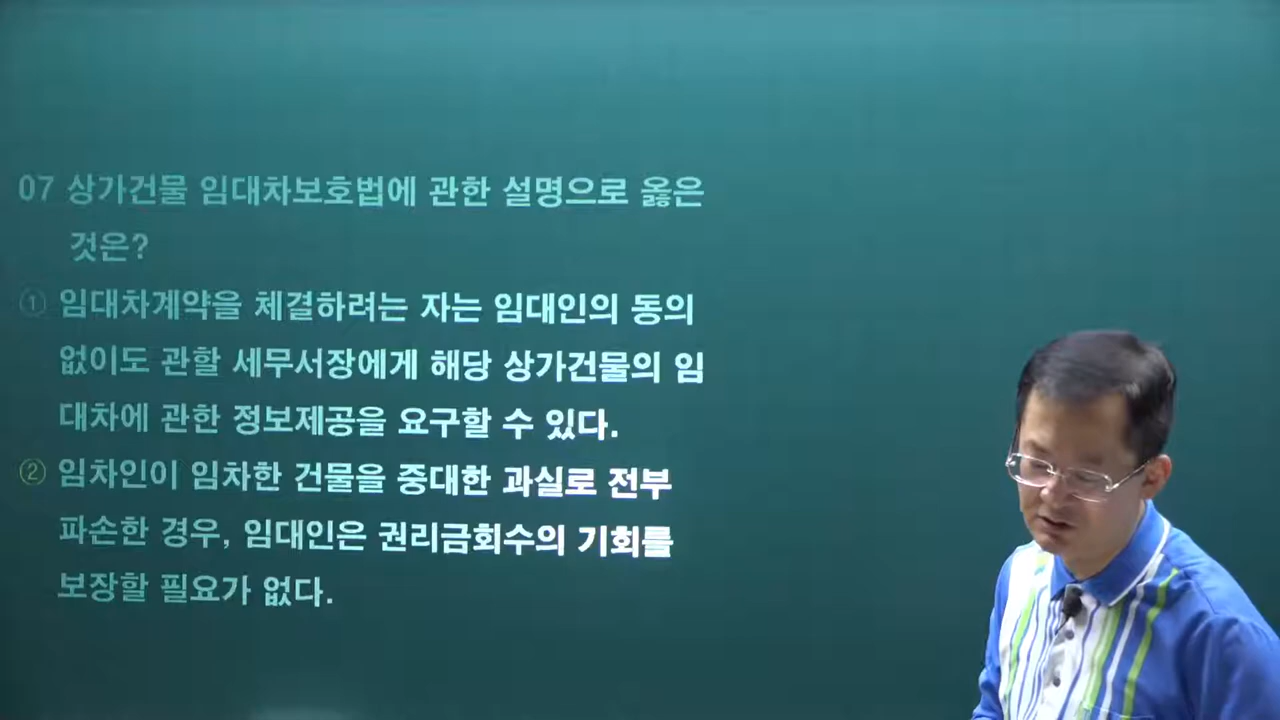 07 상가건물 임대차보호법에 관한 설명으로 옳은
것은?
① 임대차계약을 체결하려는 자는 임대인의 동의
없이도 관할 세무서장에게 해당 상가건물의 임
대차에 관한 정보제공을 요구할 수 있다.
② 임차인이 임차한 건물을 중대한 과실로 전부
파손한 경우, 임대인은 권리금회수의 기회를
보장할 필요가 없다.